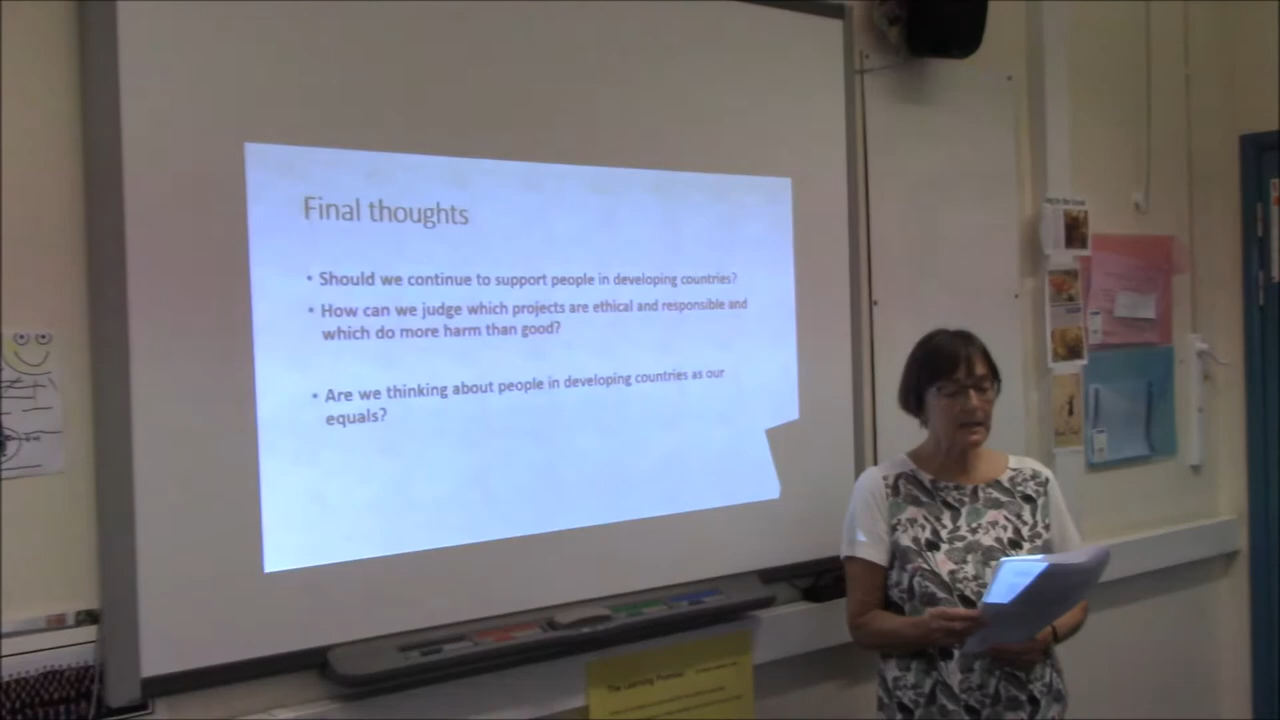 Final thoughts
• Should we continue to support people in developing countries?
• How can we judge which projects are ethical and responsible and
which do more harm than good?
• Are we thinking about people in developing countries as our
equals?
The Learning